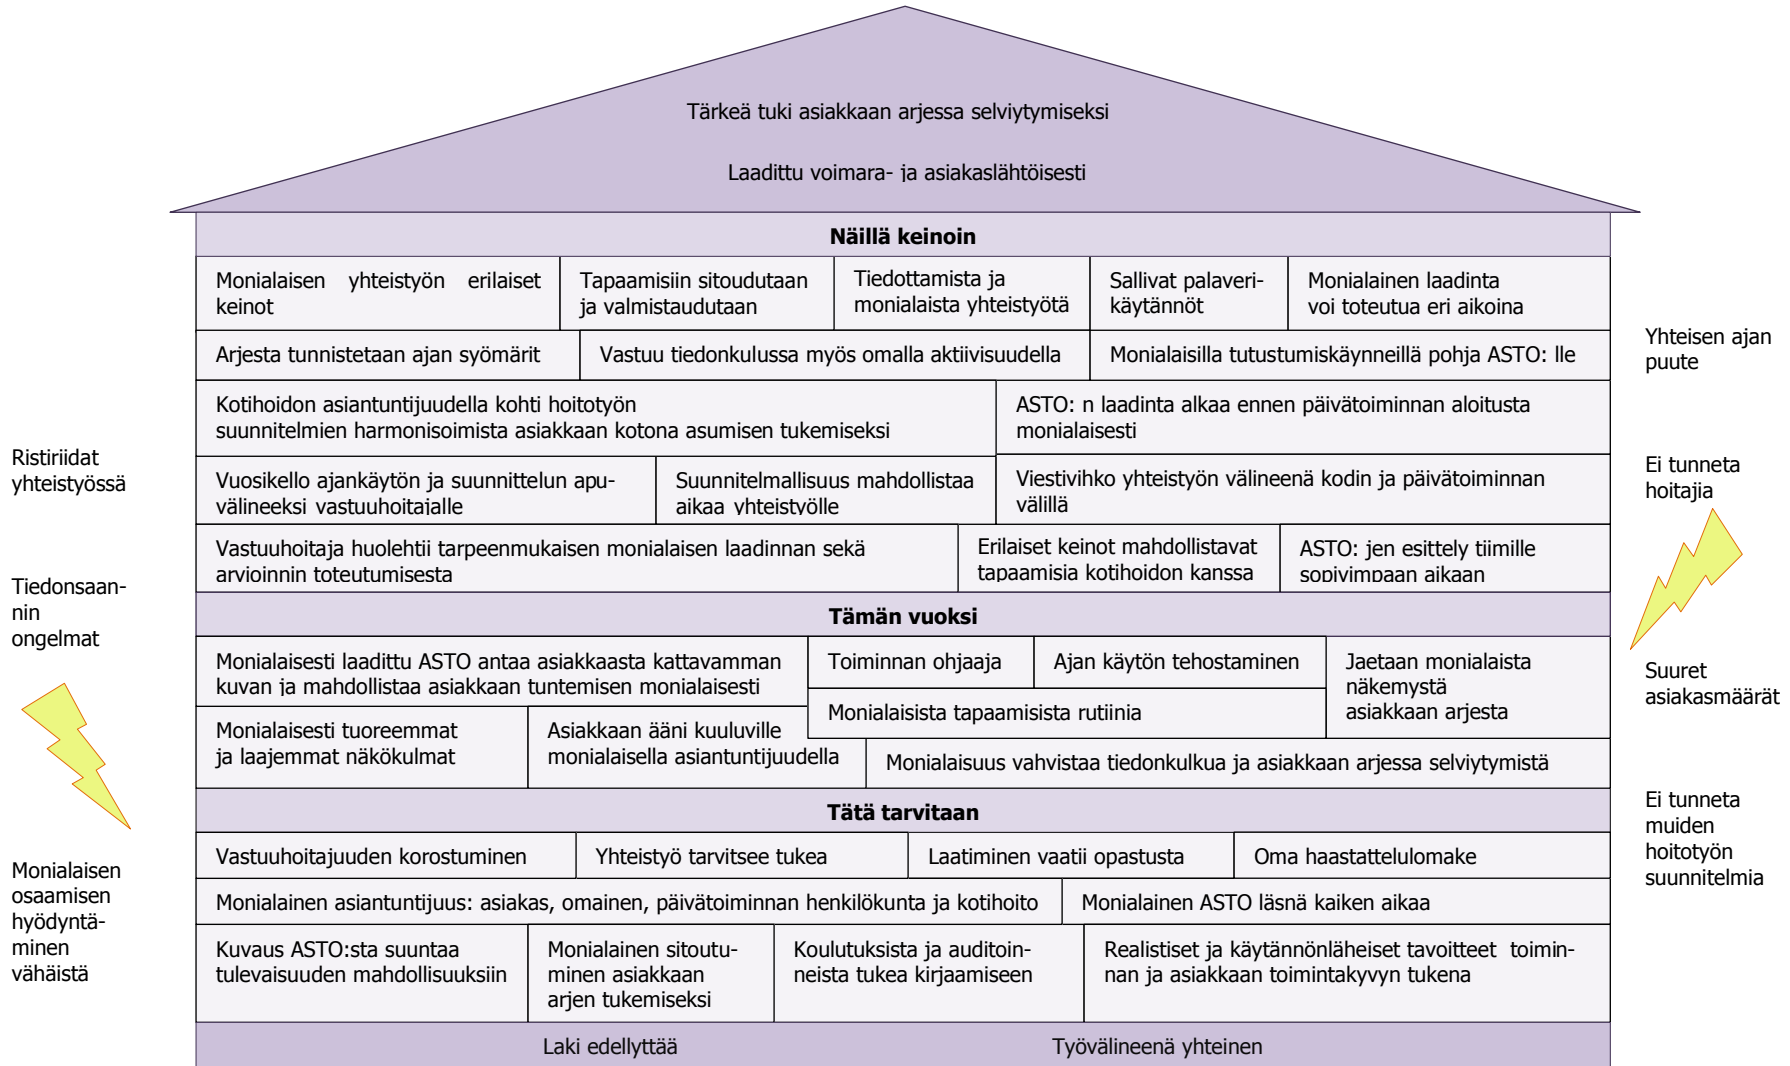 Tärkeä tuki asiakkaan arjessa selviytymiseksi
Laadittu voimara- ja asiakaslähtöisesti
Näillä keinoin
Monialaisen yhteistyön erilaiset
keinot
Tapaamisiin sitoudutaan
ja valmistaudutaan
Tiedottamista ja
monialaista yhteistyötä
Sallivat palaveri-
käytännöt
Monialainen laadinta
voi toteutua eri aikoina
Arjesta tunnistetaan ajan syömärit
Vastuu tiedonkulussa myös omalla aktiivisuudella
Monialaisilla tutustumiskäynneillä pohja ASTO: lle
Kotihoidon asiantuntijuudella kohti hoitotyön
suunnitelmien harmonisoimista asiakkaan kotona asumisen tukemiseksi
ASTO: n laadinta alkaa ennen päivätoiminnan aloitusta
monialaisesti
Vuosikello ajankäytön ja suunnittelun apu-
välineeksi vastuuhoitajalle
Suunnitelmallisuus mahdollistaa
aikaa yhteistyölle
Viestivihko yhteistyön välineenä kodin ja päivätoiminnan
välillä
Vastuuhoitaja huolehtii tarpeenmukaisen monialaisen laadinnan sekä
arvioinnin toteutumisesta
Erilaiset keinot mahdollistavat
tapaamisia kotihoidon kanssa
ASTO: jen esittely tiimille
sopivimpaan aikaan
Tämän vuoksi
Monialaisesti laadittu ASTO antaa asiakkaasta kattavamman
kuvan ja mahdollistaa asiakkaan tuntemisen monialaisesti
Toiminnan ohjaaja
Ajan käytön tehostaminen
Jaetaan monialaista
näkemystä
asiakkaan arjesta
Monialaisista tapaamisista rutiinia
Monialaisesti tuoreemmat
ja laajemmat näkökulmat
Asiakkaan ääni kuuluville
monialaisella asiantuntijuudella
Monialaisuus vahvistaa tiedonkulkua ja asiakkaan arjessa selviytymistä
Tätä tarvitaan
Vastuuhoitajuuden korostuminen
Yhteistyö tarvitsee tukea
Laatiminen vaatii opastusta
Oma haastattelulomake
Monialainen asiantuntijuus: asiakas, omainen, päivätoiminnan henkilökunta ja kotihoito
Monialainen ASTO läsnä kaiken aikaa
Kuvaus ASTO:sta suuntaa
tulevaisuuden mahdollisuuksiin
Monialainen sitoutu-
minen asiakkaan
arjen tukemiseksi
Koulutuksista ja auditoin-
neista tukea kirjaamiseen
Realistiset ja käytännönläheiset tavoitteet toimin-
nan ja asiakkaan toimintakyvyn tukena
Laki edellyttää
Työvälineenä yhteinen
Ristiriidat
yhteistyössä
Tiedonsaan-
nin
ongelmat
Monialaisen
osaamisen
hyödyntä-
minen
vähäistä
Yhteisen ajan
puute
Ei tunneta
hoitajia
Suuret
asiakasmäärät
Ei tunneta
muiden
hoitotyön
suunnitelmia